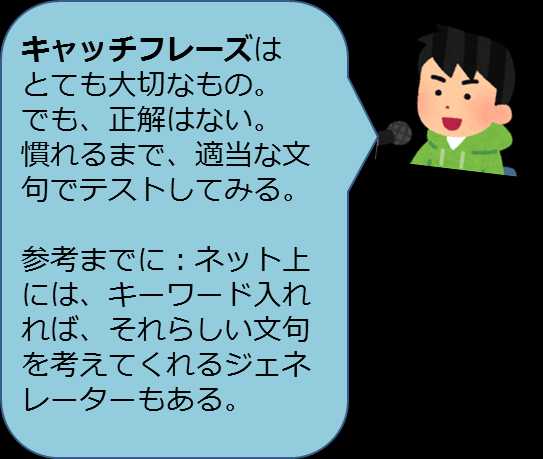 キャッチフレーズは
とても大切なもの。
でも、正解はない。
慣れるまで、適当な文
句でテストしてみる。
参考までに：ネット上
には、キーワード入れ
れば、それらしい文句
を考えてくれるジェネ
レーターもある。